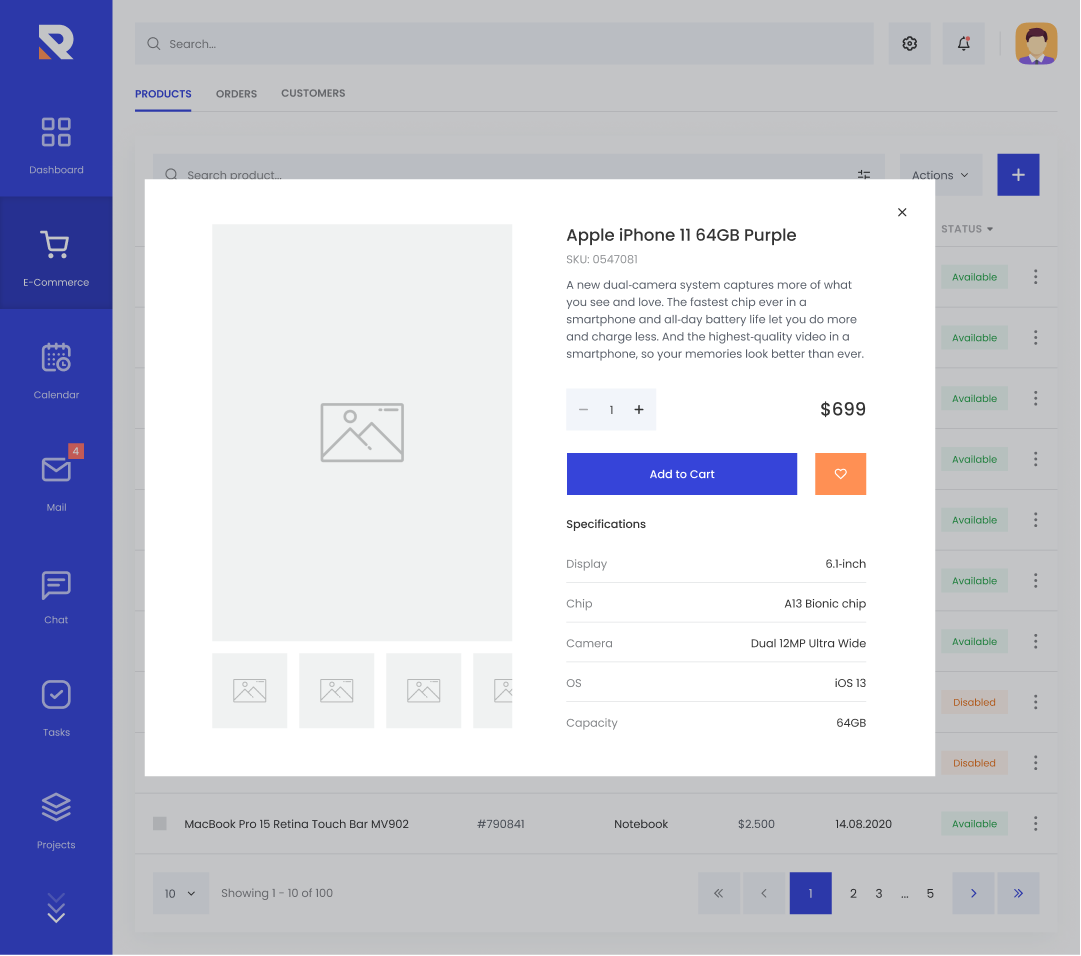 Search...
PRODUCTS
ORDERS
CUSTOMERS
Dashboard
E-Commerce
Calendar
4
Mail
Chat
Tasks
Projects
Search product...
Actions
STATUS
Available
Available
Available
Available
Available
Available
Available
Disabled
Disabled
Apple iPhone 11 64GB Purple
SKU: 0547081
A new dual-camera system captures more of what
you see and love. The fastest chip ever in a
smartphone and all-day battery life let you do more
and charge less. And the highest-quality video in a
smartphone, so your memories look better than ever.
1
$699
Add to Cart
Specifications
Display 6.1-inch
Chip A13 Bionic chip
Camera Dual 12MP Ultra Wide
OS iOS 13
Capacity 64GB
MacBook Pro 15 Retina Touch Bar MV902 #790841 Notebook $2.500 14.08.2020 Available
10 Showing 1 - 10 of 100 1 2 3 ... 5